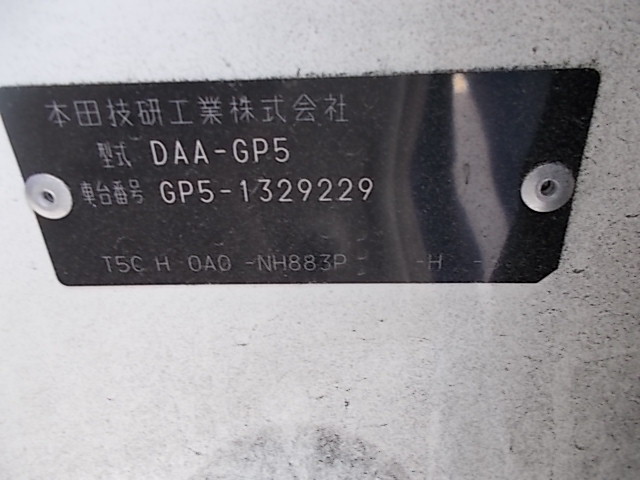 本田技研工業株式会社
型式 DAA-GP5
車台番号 GP5-1329229
T5C H 0A0 -NH883P -H -